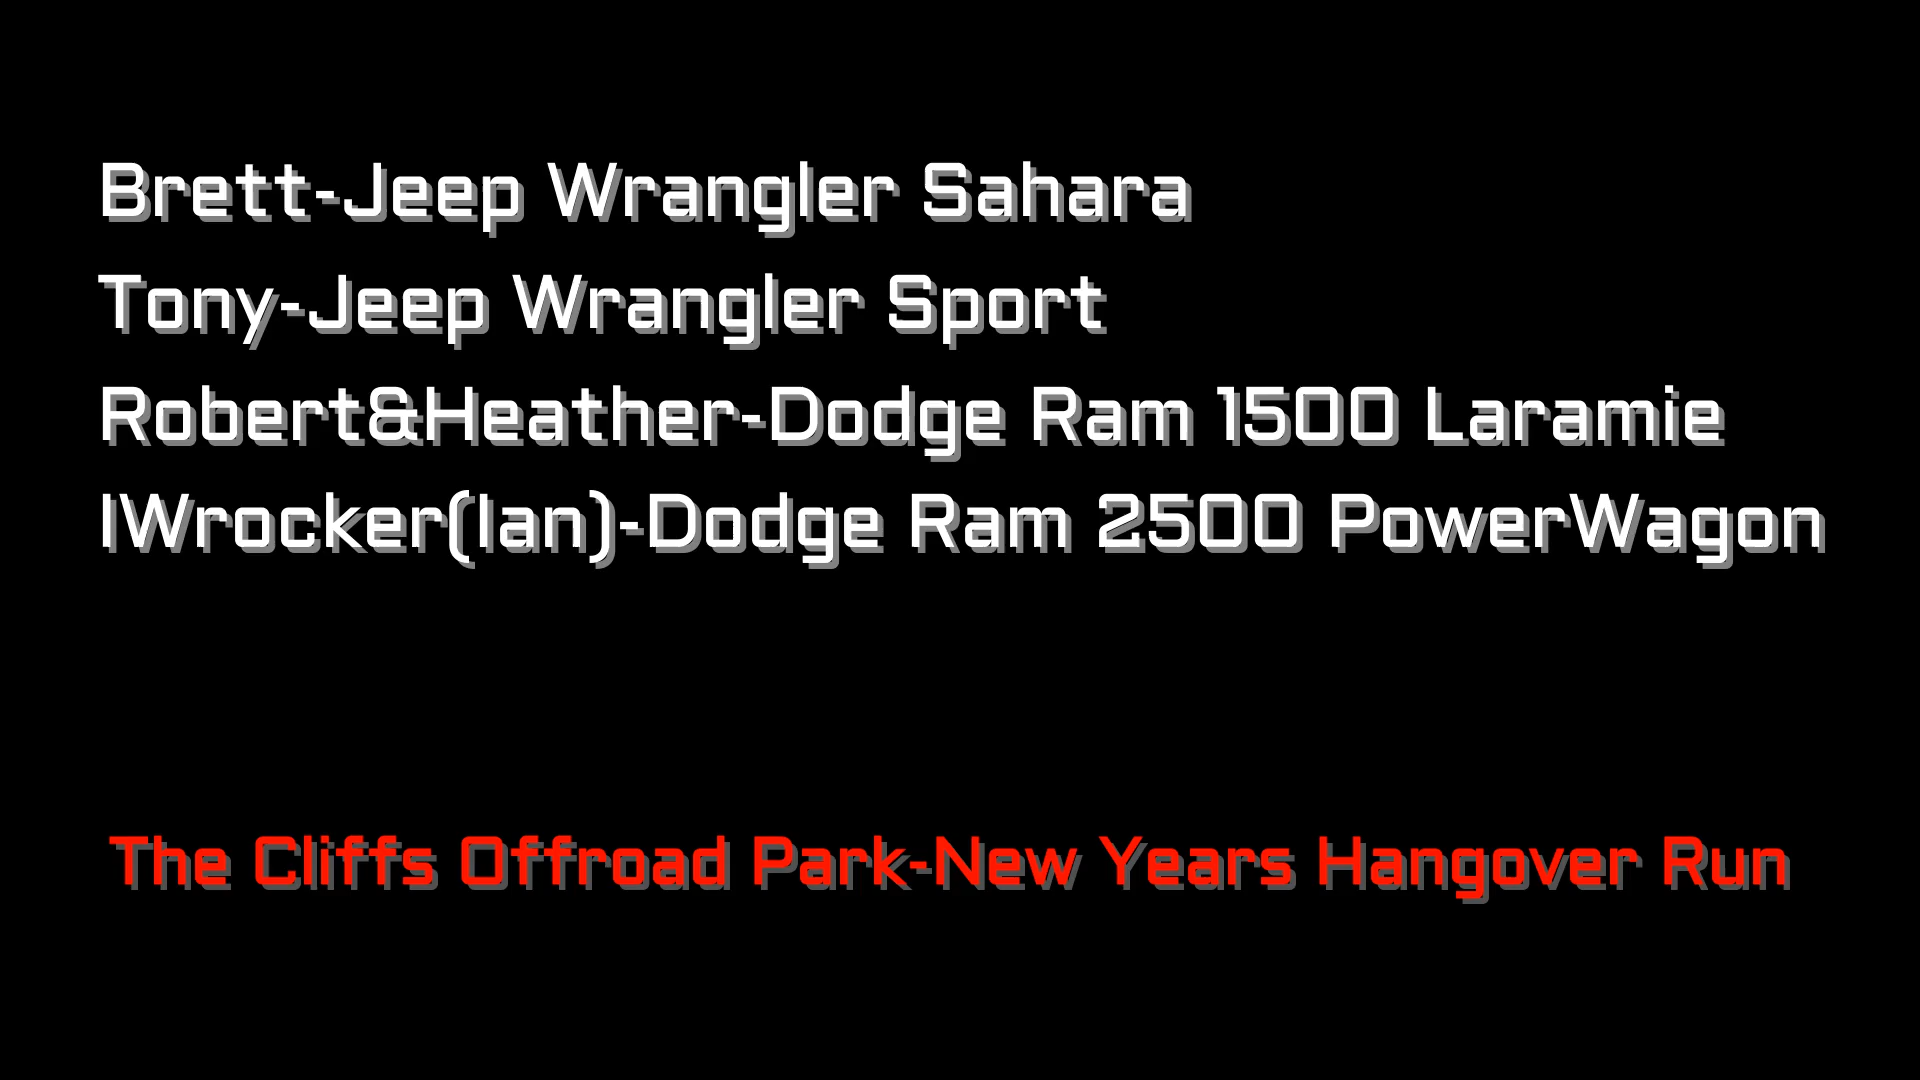 Brett-Jeep Wrangler Sahara
Tony-Jeep Wrangler Sport
Robert&Heather-Dodge Ram 1500 Laramie
IWrocker(Ian)-Dodge Ram 2500 PowerWagon
The Cliffs Offroad Park-New Years Hangover Run